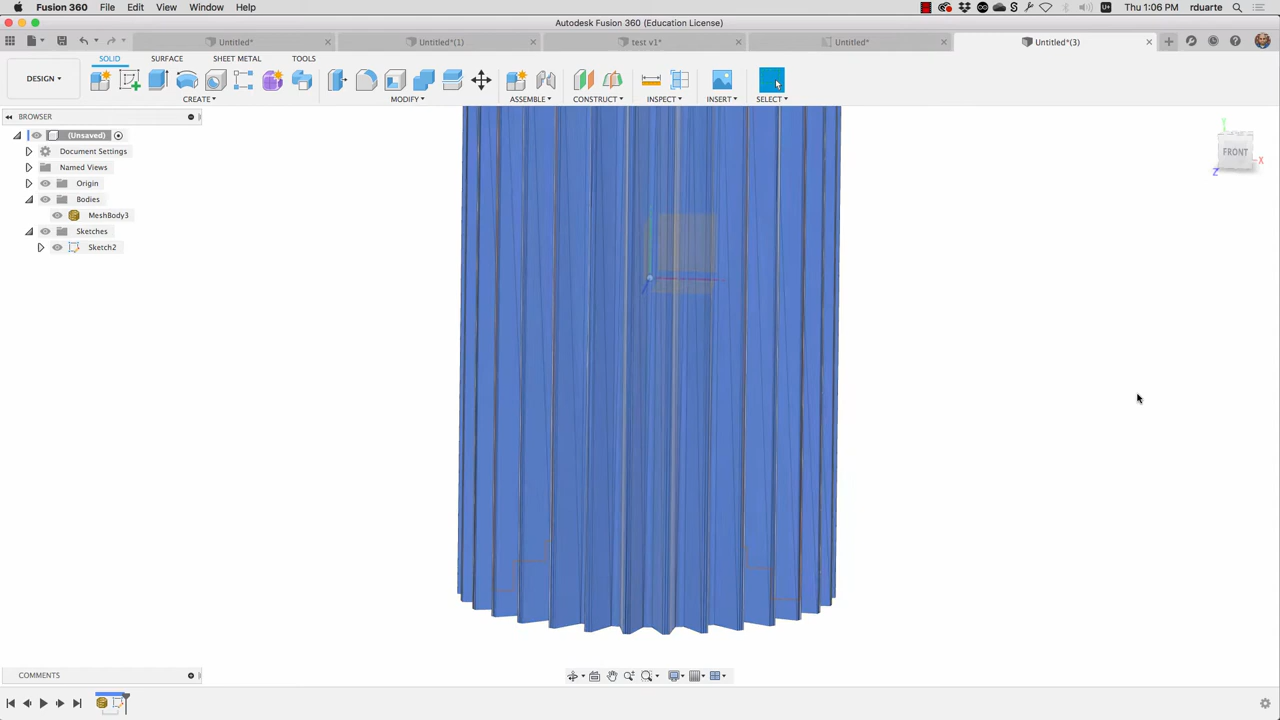 Fusion 360 File Edit View Window Help Thu 1:06 PM rduarte
Autodesk Fusion 360 (Education License)
Untitled* Untitled*(1) test v1* Untitled* Untitled*(3)
SOLID SURFACE SHEET METAL TOOLS
DESIGN
CREATE MODIFY ASSEMBLE CONSTRUCT INSPECT INSERT SELECT
BROWSER
(Unsaved)
Document Settings
Named Views
Origin
Bodies
MeshBody3
Sketches
Sketch2
FRONT
X
Z
COMMENTS